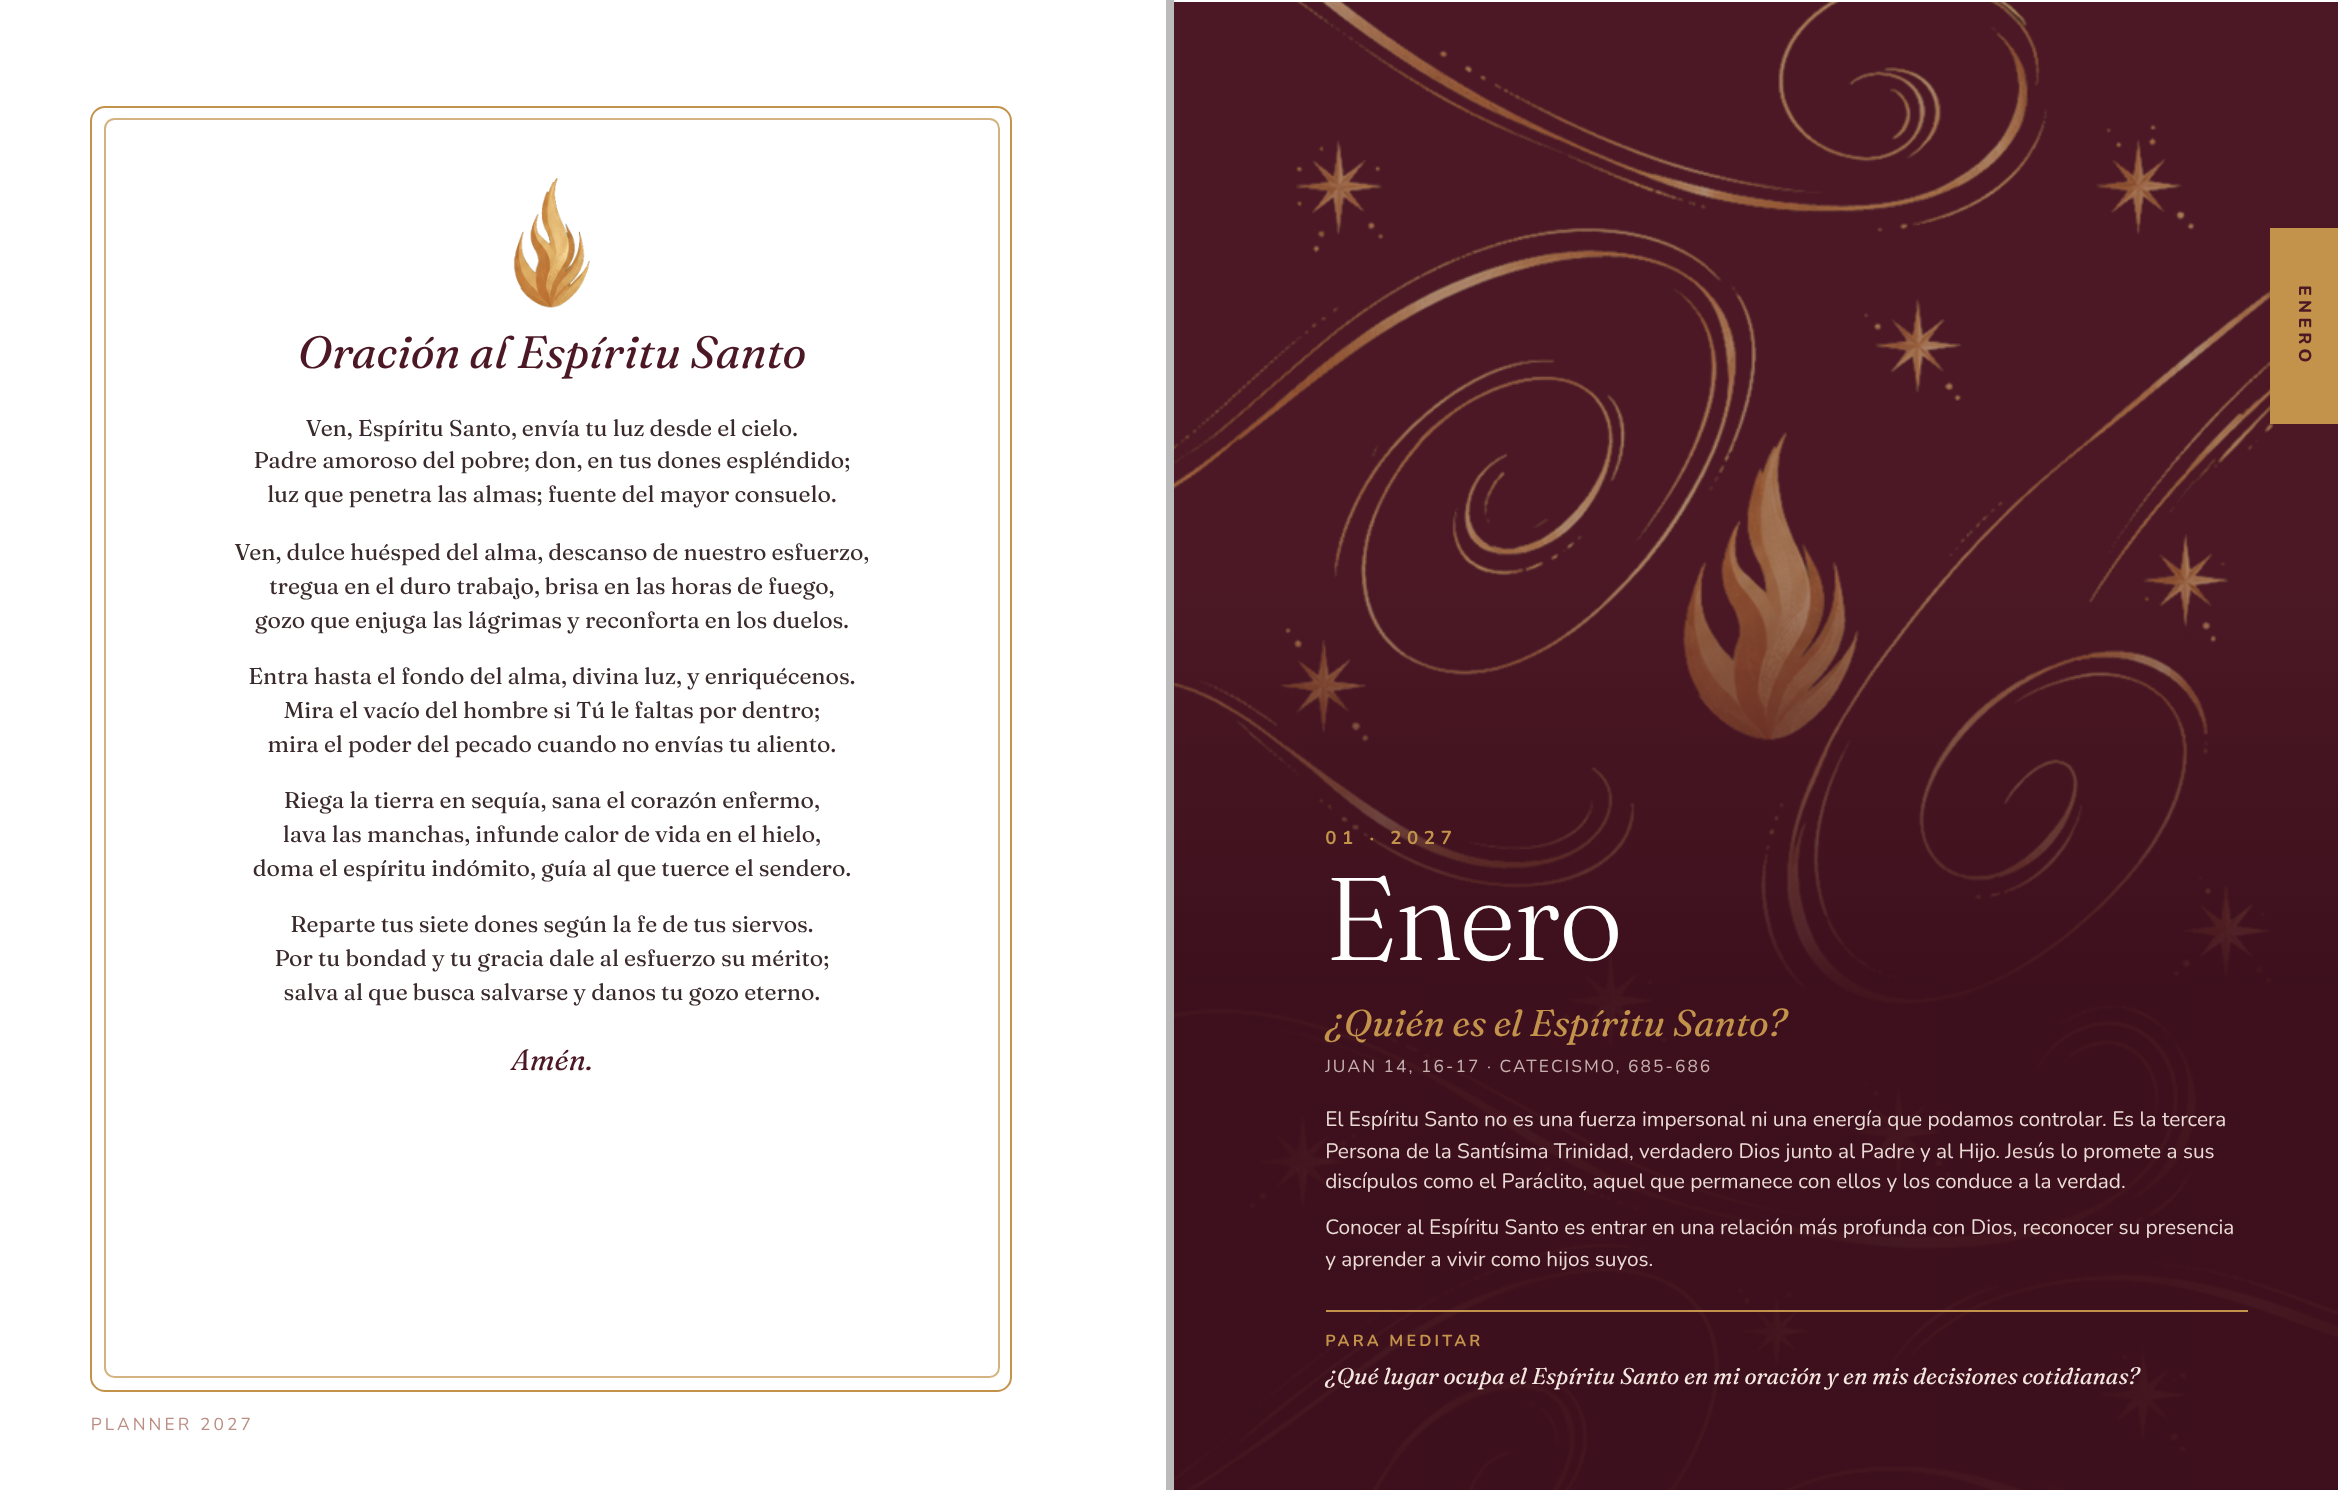 Oración al Espíritu Santo
Ven, Espíritu Santo, envía tu luz desde el cielo.
Padre amoroso del pobre; don, en tus dones espléndido;
luz que penetra las almas; fuente del mayor consuelo.
Ven, dulce huésped del alma, descanso de nuestro esfuerzo,
tregua en el duro trabajo, brisa en las horas de fuego,
gozo que enjuga las lágrimas y reconforta en los duelos.
Entra hasta el fondo del alma, divina luz, y enriquécenos.
Mira el vacío del hombre si Tú le faltas por dentro;
mira el poder del pecado cuando no envías tu aliento.
Riega la tierra en sequía, sana el corazón enfermo,
lava las manchas, infunde calor de vida en el hielo,
doma el espíritu indómito, guía al que tuerce el sendero.
Reparte tus siete dones según la fe de tus siervos.
Por tu bondad y tu gracia dale al esfuerzo su mérito;
salva al que busca salvarse y danos tu gozo eterno.
Amén.
PLANNER 2027
ENERO
01 · 2027
Enero
¿Quién es el Espíritu Santo?
JUAN 14, 16-17 · CATECISMO, 685-686
El Espíritu Santo no es una fuerza impersonal ni una energía que podamos controlar. Es la tercera
Persona de la Santísima Trinidad, verdadero Dios junto al Padre y al Hijo. Jesús lo promete a sus
discípulos como el Paráclito, aquel que permanece con ellos y los conduce a la verdad.
Conocer al Espíritu Santo es entrar en una relación más profunda con Dios, reconocer su presencia
y aprender a vivir como hijos suyos.
PARA MEDITAR
¿Qué lugar ocupa el Espíritu Santo en mi oración y en mis decisiones cotidianas?